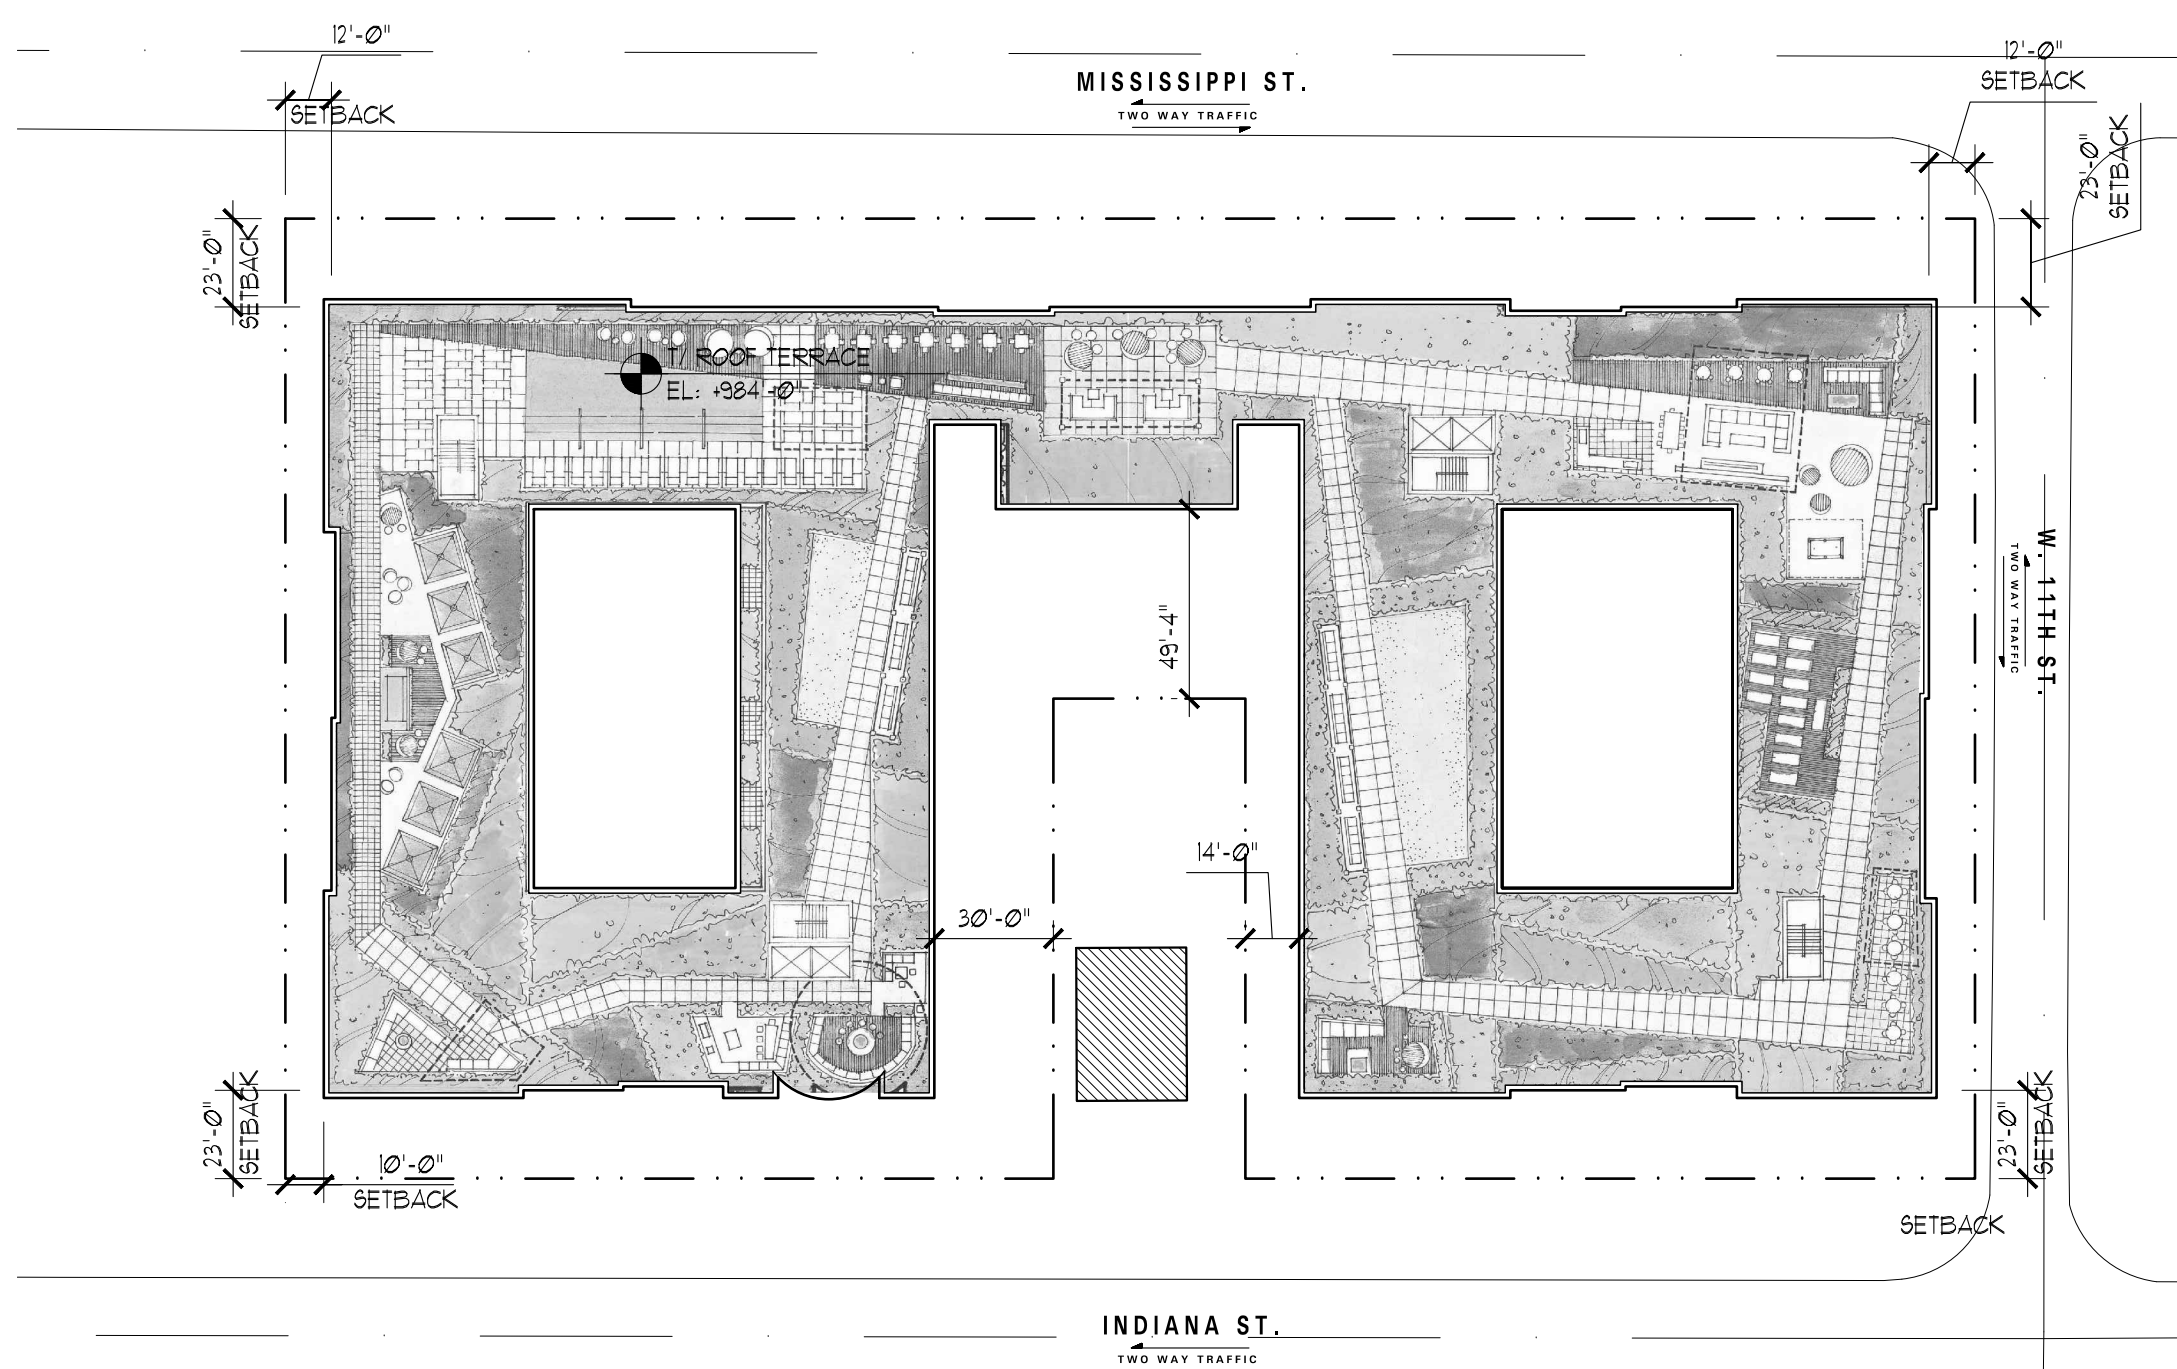 12'-0"
SETBACK
MISSISSIPPI ST.
TWO WAY TRAFFIC
12'-0"
SETBACK
23'-0"
SETBACK
23'-0"
SETBACK
T/ ROOF TERRACE
EL: +984'-0"
W. 11TH ST.
TWO WAY TRAFFIC
49'-4"
14'-0"
30'-0"
23'-0"
SETBACK
10'-0"
SETBACK
23'-0"
SETBACK
SETBACK
INDIANA ST.
TWO WAY TRAFFIC